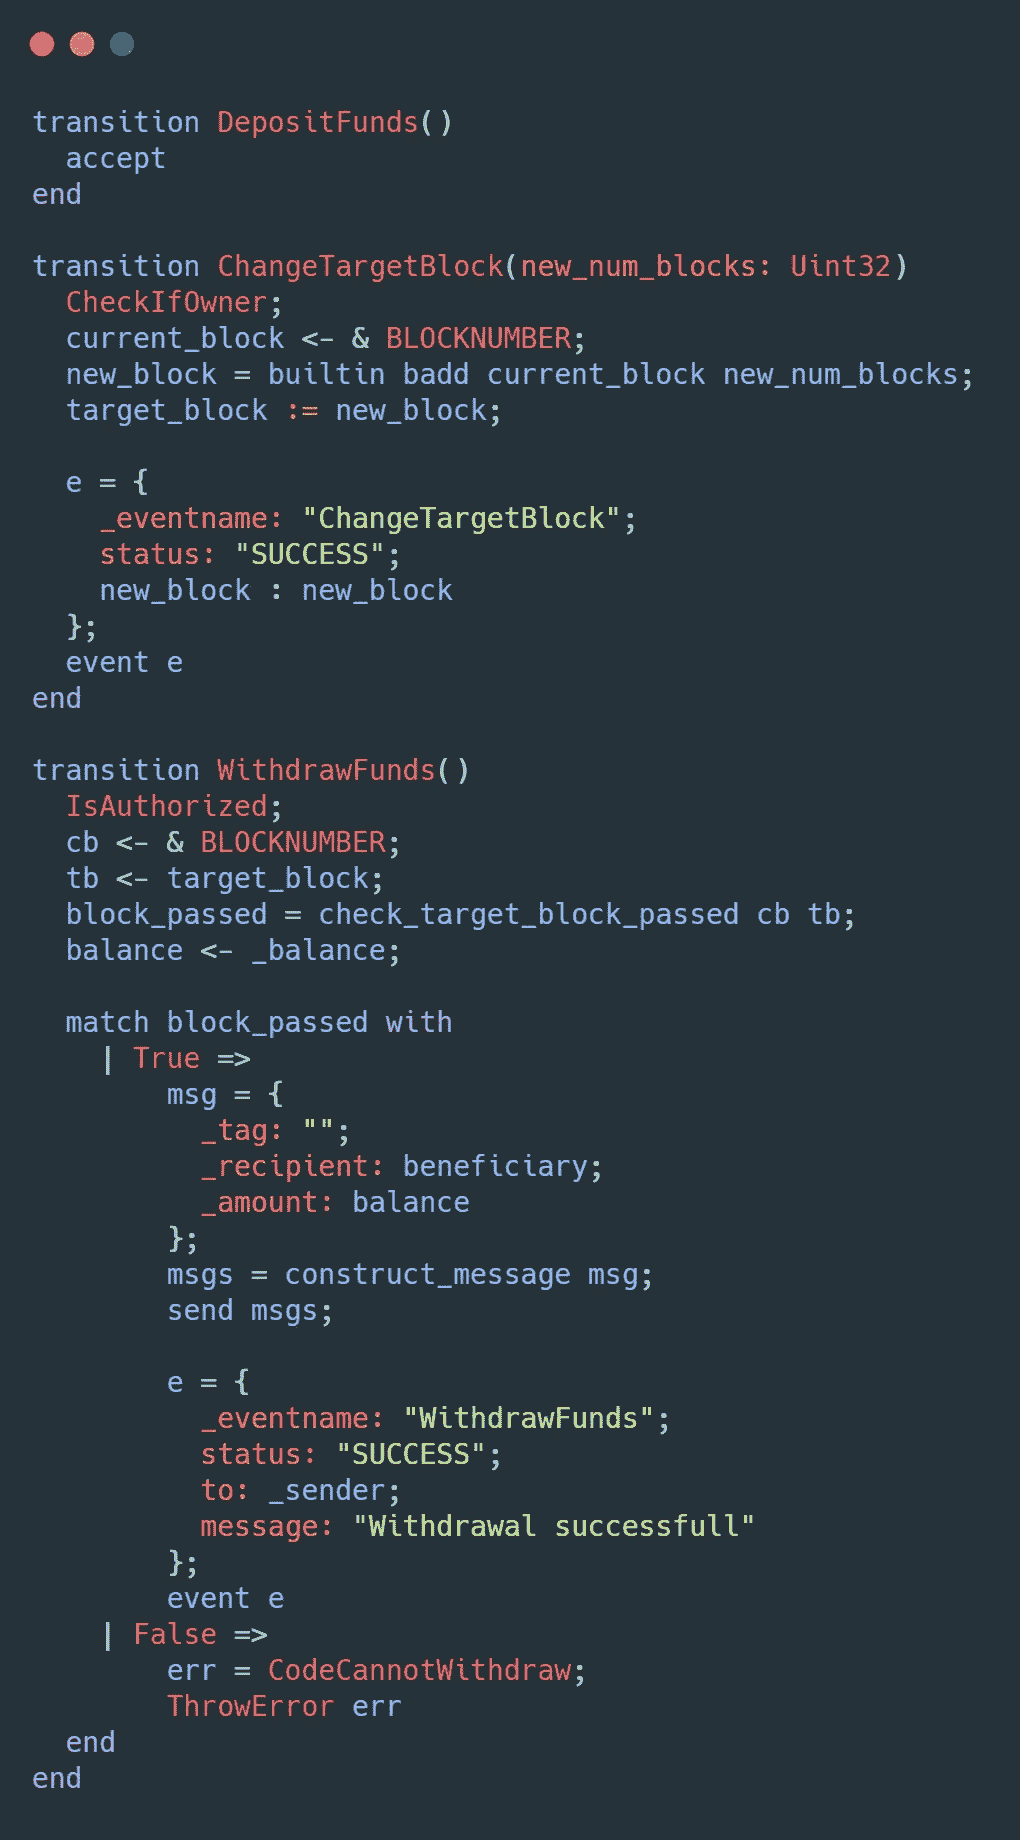 transition DepositFunds()
  accept
end

transition ChangeTargetBlock(new_num_blocks: Uint32)
  CheckIfOwner;
  current_block <- & BLOCKNUMBER;
  new_block = builtin badd current_block new_num_blocks;
  target_block := new_block;

  e = {
    _eventname: "ChangeTargetBlock";
    status: "SUCCESS";
    new_block : new_block
  };
  event e
end

transition WithdrawFunds()
  IsAuthorized;
  cb <- & BLOCKNUMBER;
  tb <- target_block;
  block_passed = check_target_block_passed cb tb;
  balance <- _balance;

  match block_passed with
    | True =>
        msg = {
          _tag: "";
          _recipient: beneficiary;
          _amount: balance
        };
        msgs = construct_message msg;
        send msgs;

        e = {
          _eventname: "WithdrawFunds";
          status: "SUCCESS";
          to: _sender;
          message: "Withdrawal successfull"
        };
        event e
    | False =>
        err = CodeCannotWithdraw;
        ThrowError err
  end
end